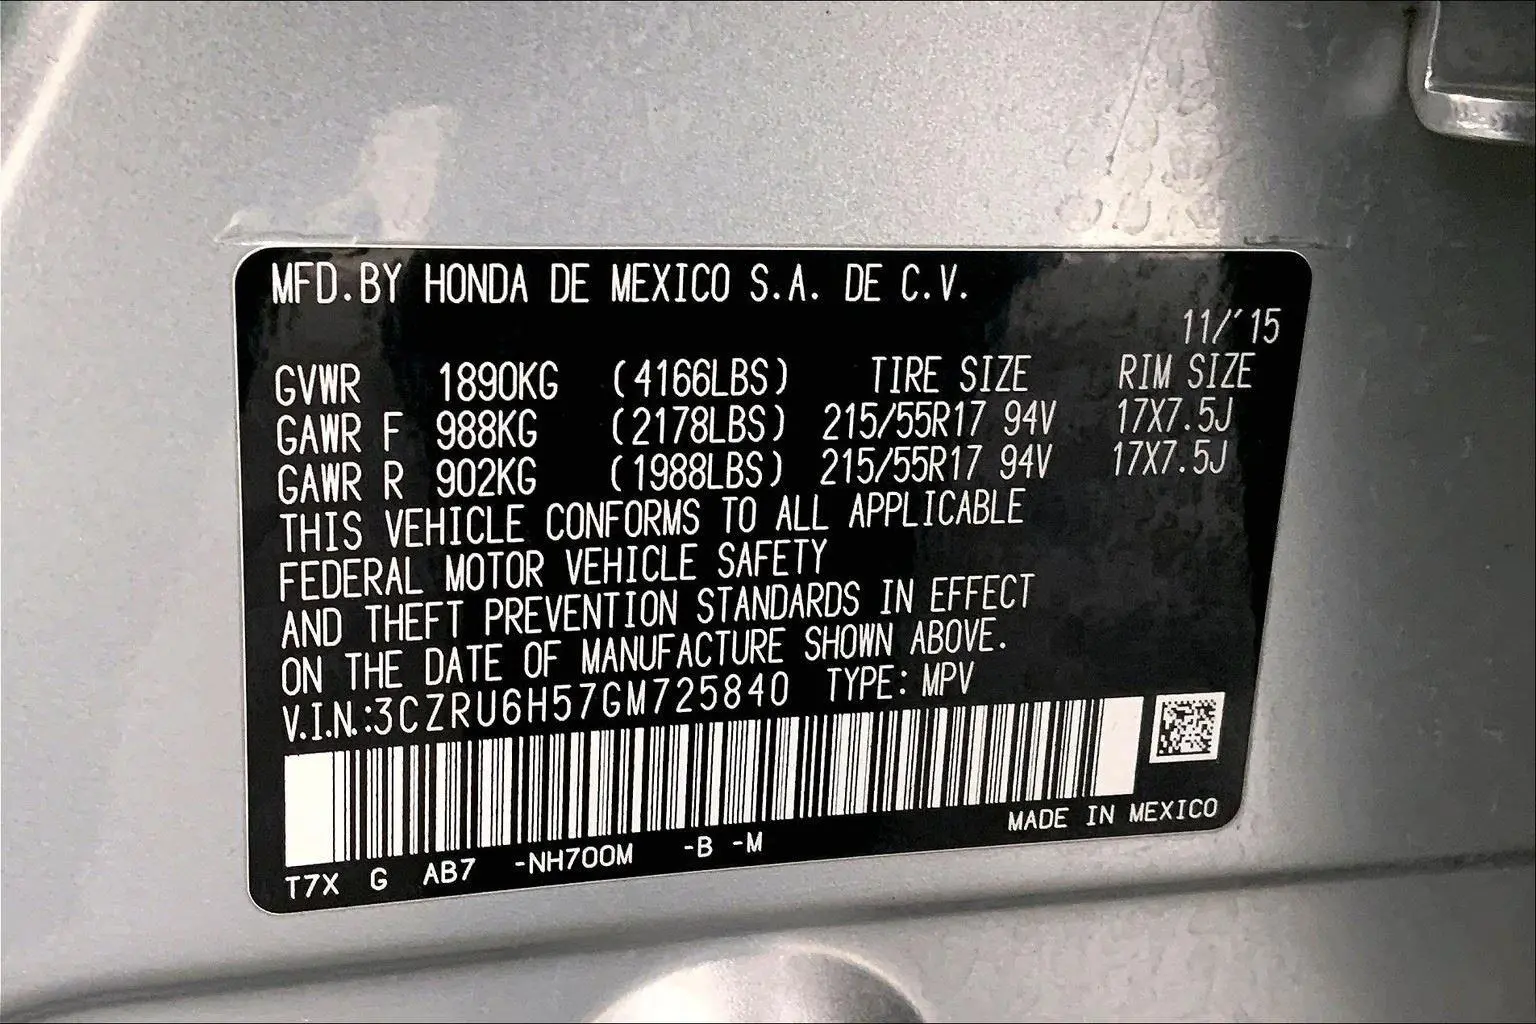 MFD.BY HONDA DE MEXICO S.A. DE C.V.
11/'15
GVWR 1890KG (4166LBS) TIRE SIZE RIM SIZE
GAWR F 988KG (2178LBS) 215/55R17 94V 17X7.5J
GAWR R 902KG (1988LBS) 215/55R17 94V 17X7.5J
THIS VEHICLE CONFORMS TO ALL APPLICABLE
FEDERAL MOTOR VEHICLE SAFETY
AND THEFT PREVENTION STANDARDS IN EFFECT
ON THE DATE OF MANUFACTURE SHOWN ABOVE.
V.I.N.:3CZRU6H57GM725840 TYPE: MPV
MADE IN MEXICO
T7X G AB7 -NH700M -B -M